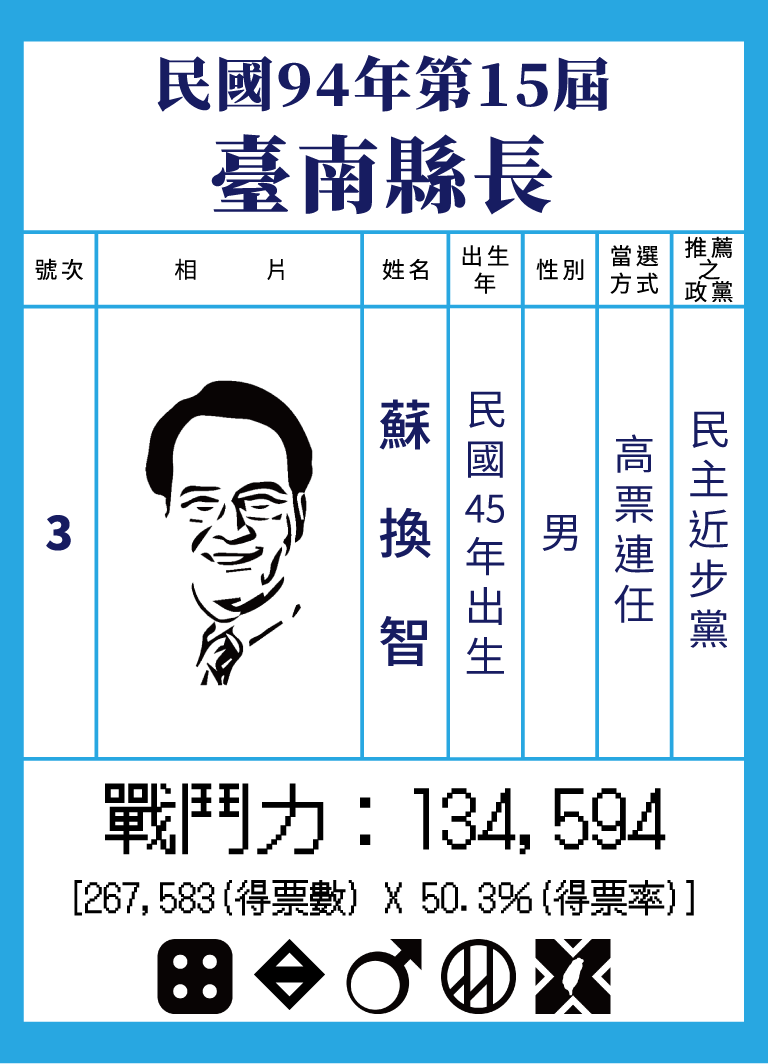 民國94年第15屆
臺南縣長
號次
相片
姓名
出生
年
性別
當選
方式
推薦
之
政黨
3
蘇換智
民國45年出生
男
高票連任
民主近步黨
戰鬥力：134,594
[267,583(得票數) X 50.3%(得票率)]